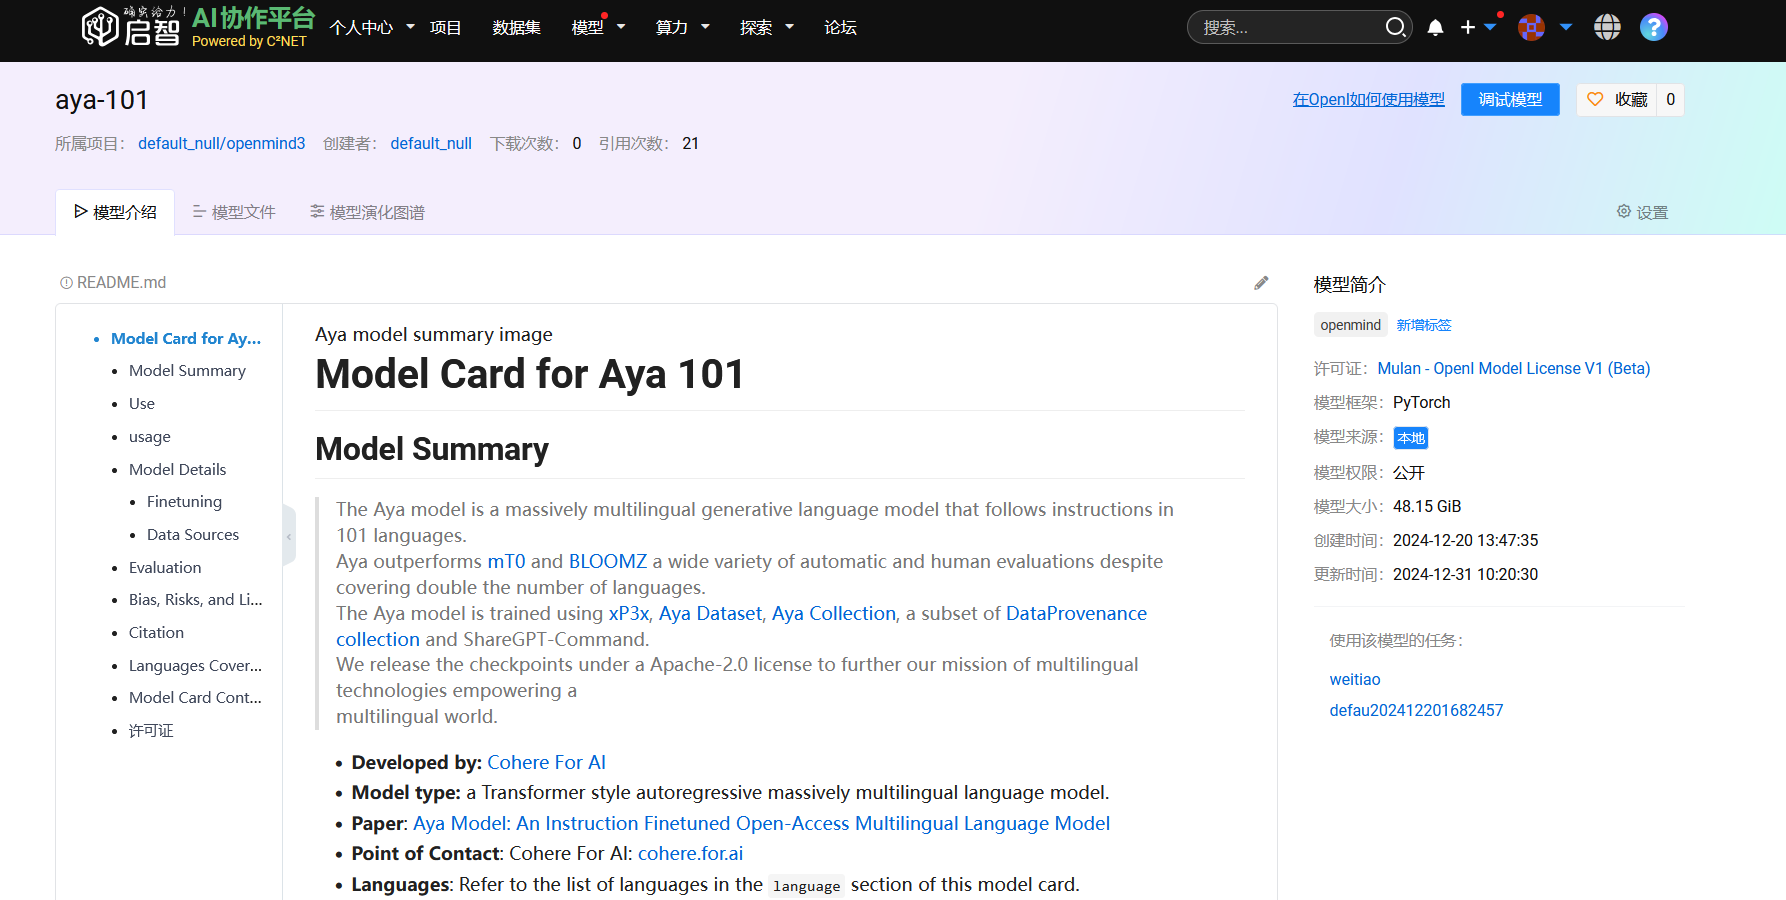 确实给力!
启智
AI协作平台
Powered by C²NET
个人中心 项目 数据集 模型 算力 探索 论坛
搜索...
aya-101
在OpenI如何使用模型 调试模型 收藏 0
所属项目： default_null/openmind3 创建者： default_null 下载次数： 0 引用次数： 21
模型介绍 模型文件 模型演化图谱 设置
README.md
Model Card for Ay...
Model Summary
Use
usage
Model Details
Finetuning
Data Sources
Evaluation
Bias, Risks, and Li...
Citation
Languages Cover...
Model Card Cont...
许可证
Aya model summary image
Model Card for Aya 101
Model Summary
The Aya model is a massively multilingual generative language model that follows instructions in
101 languages.
Aya outperforms mT0 and BLOOMZ a wide variety of automatic and human evaluations despite
covering double the number of languages.
The Aya model is trained using xP3x, Aya Dataset, Aya Collection, a subset of DataProvenance
collection and ShareGPT-Command.
We release the checkpoints under a Apache-2.0 license to further our mission of multilingual
technologies empowering a
multilingual world.
Developed by: Cohere For AI
Model type: a Transformer style autoregressive massively multilingual language model.
Paper: Aya Model: An Instruction Finetuned Open-Access Multilingual Language Model
Point of Contact: Cohere For AI: cohere.for.ai
Languages: Refer to the list of languages in the language section of this model card.
模型简介
openmind 新增标签
许可证： Mulan - OpenI Model License V1 (Beta)
模型框架： PyTorch
模型来源： 本地
模型权限： 公开
模型大小： 48.15 GiB
创建时间： 2024-12-20 13:47:35
更新时间： 2024-12-31 10:20:30
使用该模型的任务：
weitiao
defau202412201682457